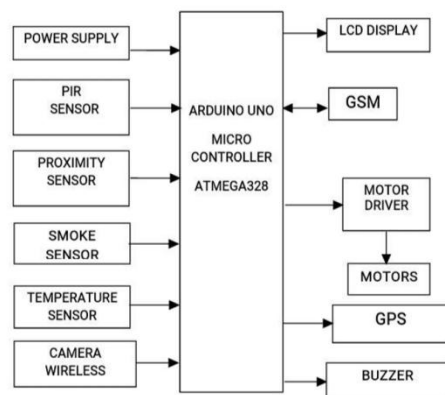 POWER SUPPLY
PIR
SENSOR
PROXIMITY
SENSOR
SMOKE
SENSOR
TEMPERATURE
SENSOR
CAMERA
WIRELESS
ARDUINO UNO
MICRO
CONTROLLER
ATMEGA328
LCD DISPLAY
GSM
MOTOR
DRIVER
MOTORS
GPS
BUZZER